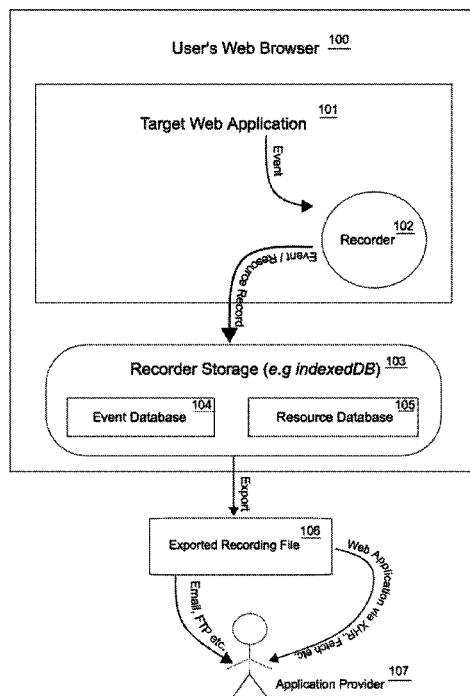 User's Web Browser 100
Target Web Application 101
Event
102
Recorder
Event / Resource Record
Recorder Storage (e.g indexedDB) 103
Event Database 104
Resource Database 105
Export
106
Exported Recording File
Email, FTP etc.
Web Application via XHR, Fetch etc.
107
Application Provider